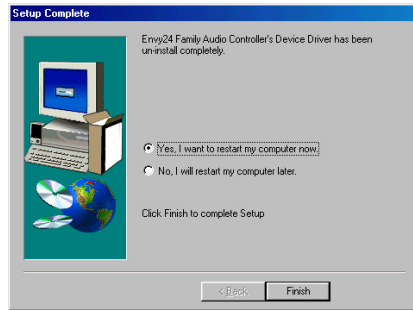 Setup Complete
Envy24 Family Audio Controller's Device Driver has been
un-install completely.
Yes, I want to restart my computer now.
No, I will restart my computer later.
Click Finish to complete Setup
< Back
Finish